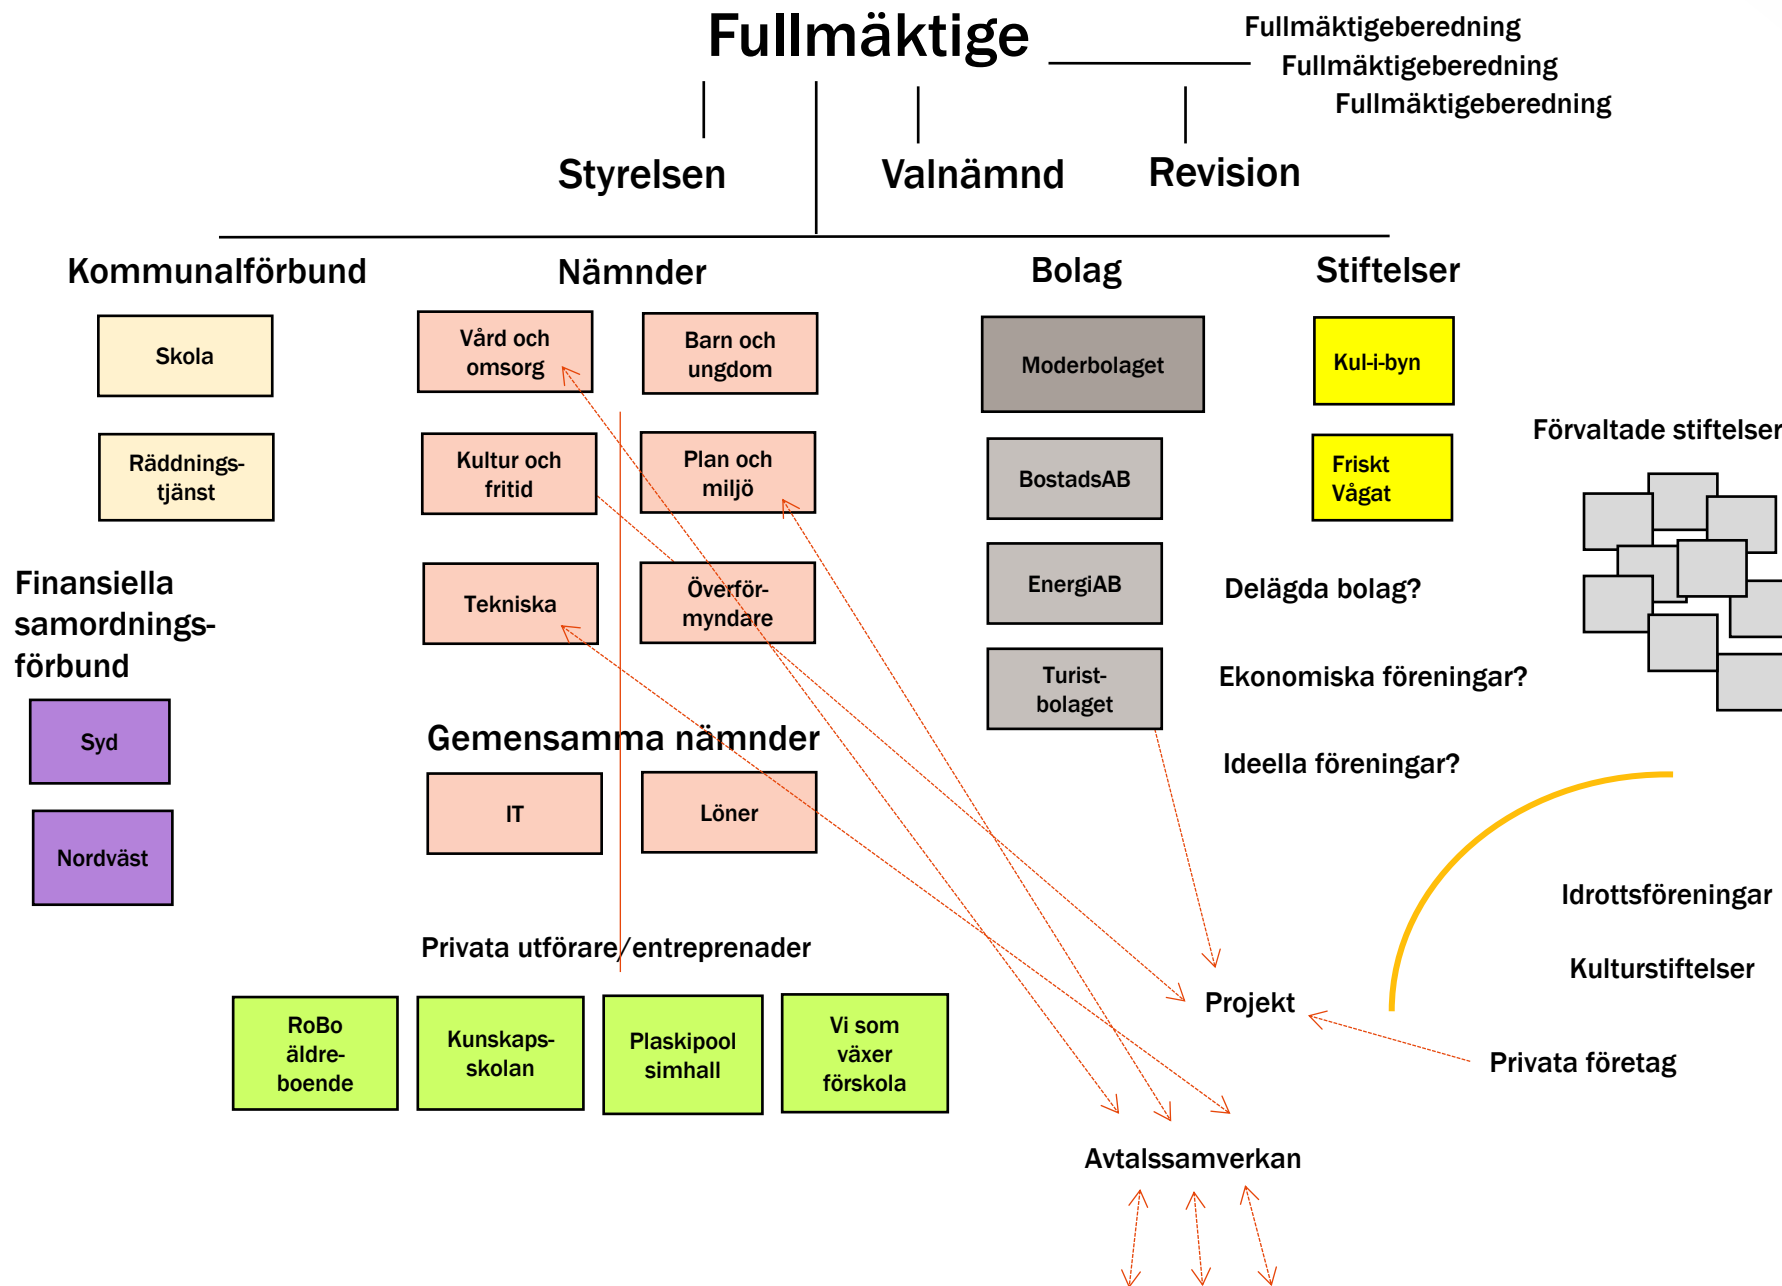 Fullmäktige
Fullmäktigeberedning
Fullmäktigeberedning
Fullmäktigeberedning
Styrelsen
Valnämnd
Revision
Kommunalförbund
Nämnder
Bolag
Stiftelser
Skola
Räddnings-
tjänst
Vård och
omsorg
Barn och
ungdom
Kultur och
fritid
Plan och
miljö
Tekniska
Överför-
myndare
Moderbolaget
BostadsAB
EnergiAB
Turist-
bolaget
Kul-i-byn
Friskt
Vågat
Förvaltade stiftelser
Delägda bolag?
Ekonomiska föreningar?
Ideella föreningar?
Finansiella
samordnings-
förbund
Syd
Nordväst
Gemensamma nämnder
IT
Löner
Privata utförare/entreprenader
RoBo
äldre-
boende
Kunskaps-
skolan
Plaskipool
simhall
Vi som
växer
förskola
Idrottsföreningar
Kulturstiftelser
Projekt
Privata företag
Avtalssamverkan